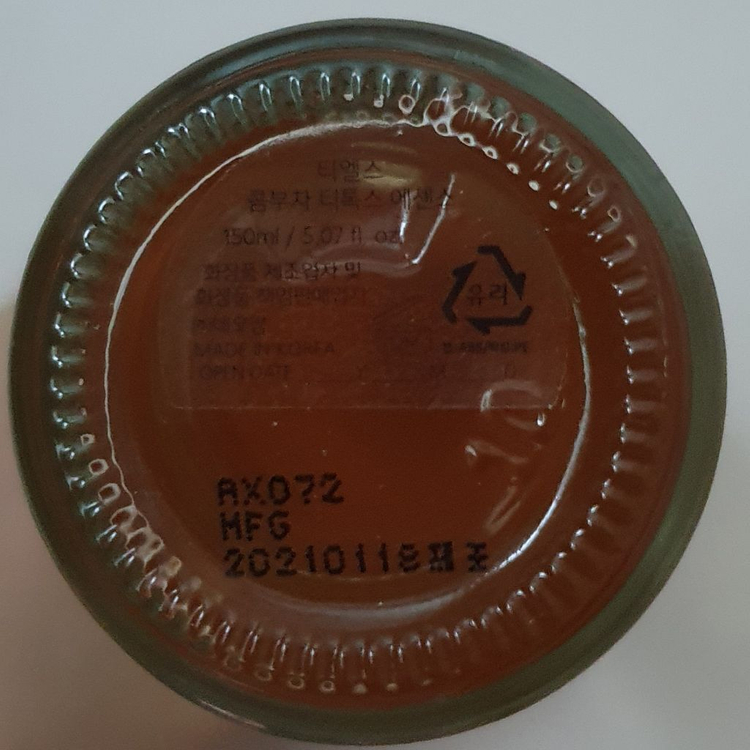 티엘스
콤부차 티톡스 에센스
150ml / 5.07 fl oz
화장품 제조업자 및
화장품 책임판매업자
MADE IN KOREA
OPEN DATE Y M D
유리
AX072
MFG
20210118제조